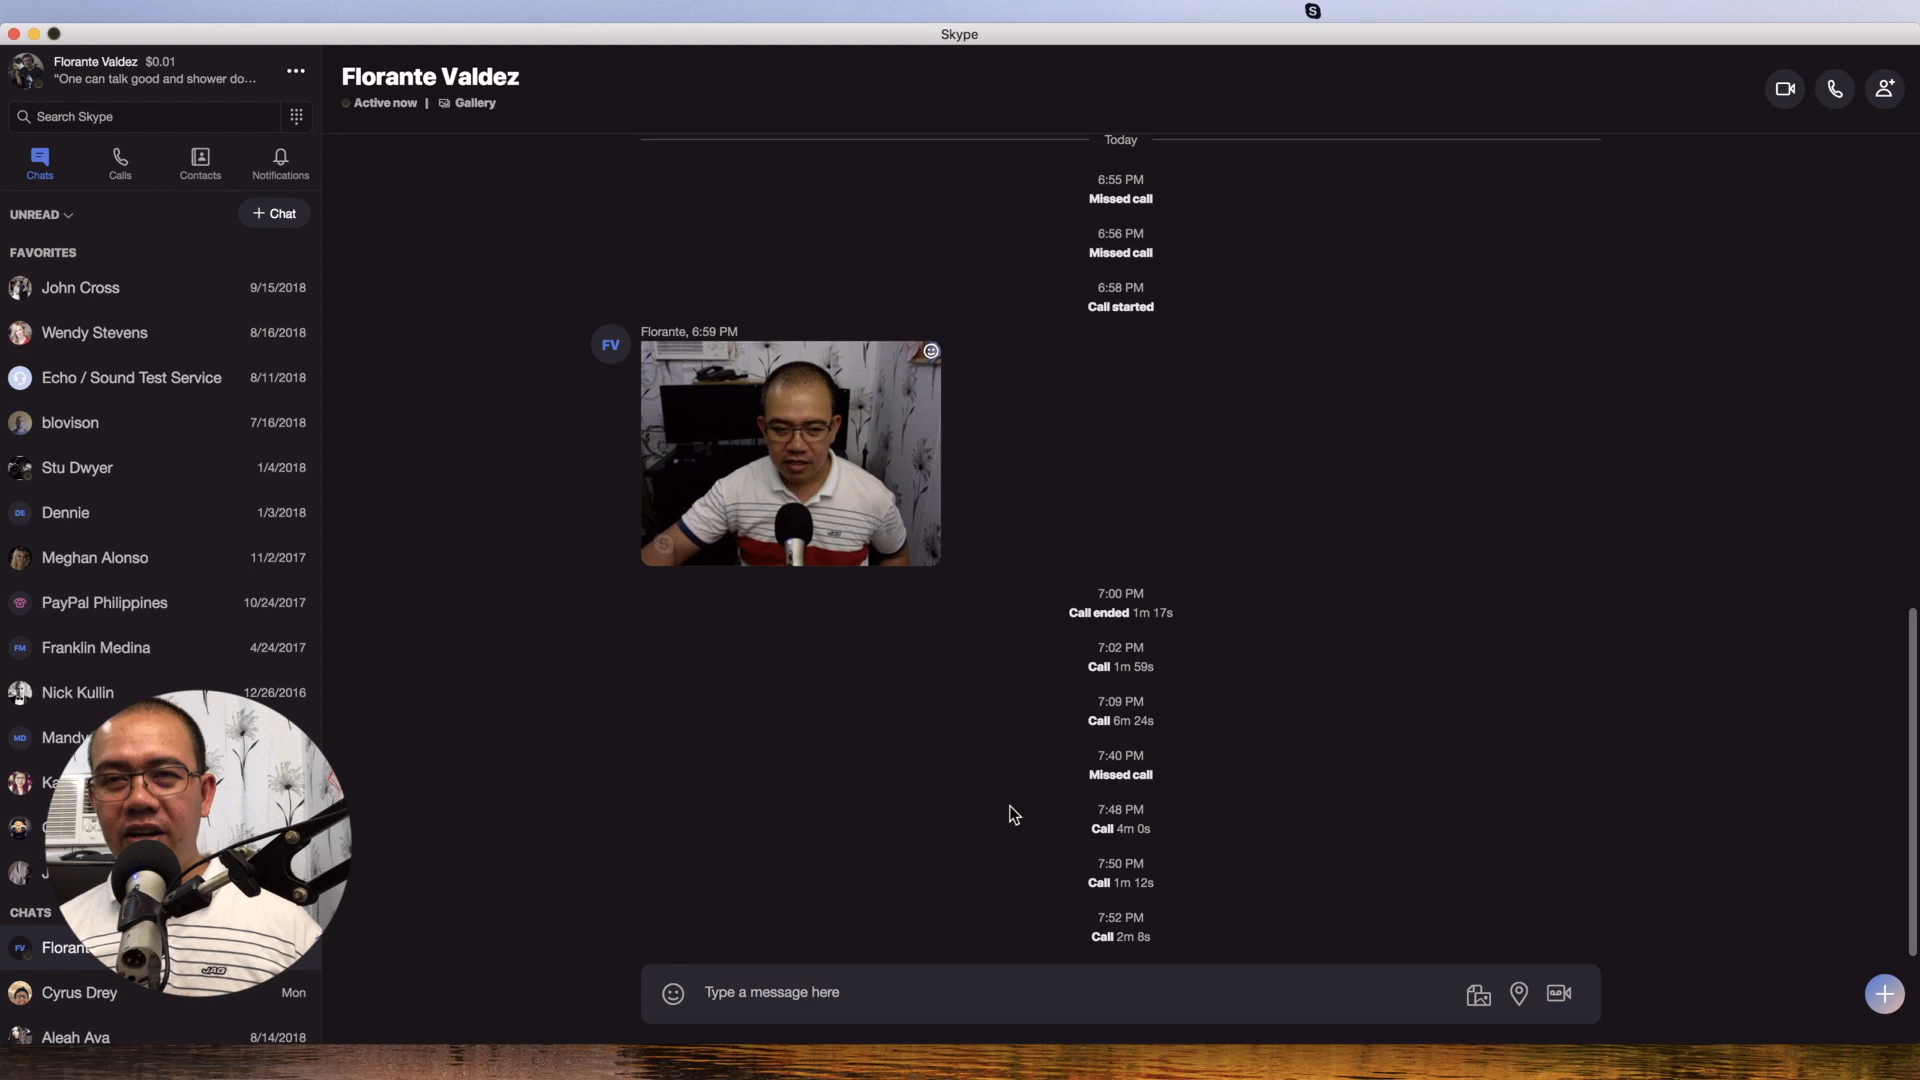 Skype
Florante Valdez $0.01
"One can talk good and shower do...
Search Skype
Chats
Calls
Contacts
Notifications
UNREAD
+ Chat
FAVORITES
John Cross 9/15/2018
Wendy Stevens 8/16/2018
Echo / Sound Test Service 8/11/2018
blovison 7/16/2018
Stu Dwyer 1/4/2018
DE Dennie 1/3/2018
Meghan Alonso 11/2/2017
PayPal Philippines 10/24/2017
FM Franklin Medina 4/24/2017
Nick Kullin 12/26/2016
MD Mandy
Ka
J
CHATS
FV Florant
Cyrus Drey Mon
Aleah Ava 8/14/2018
JAG
Florante Valdez
Active now | Gallery
Today
6:55 PM
Missed call
6:56 PM
Missed call
6:58 PM
Call started
FV
Florante, 6:59 PM
7:00 PM
Call ended 1m 17s
7:02 PM
Call 1m 59s
7:09 PM
Call 6m 24s
7:40 PM
Missed call
7:48 PM
Call 4m 0s
7:50 PM
Call 1m 12s
7:52 PM
Call 2m 8s
Type a message here